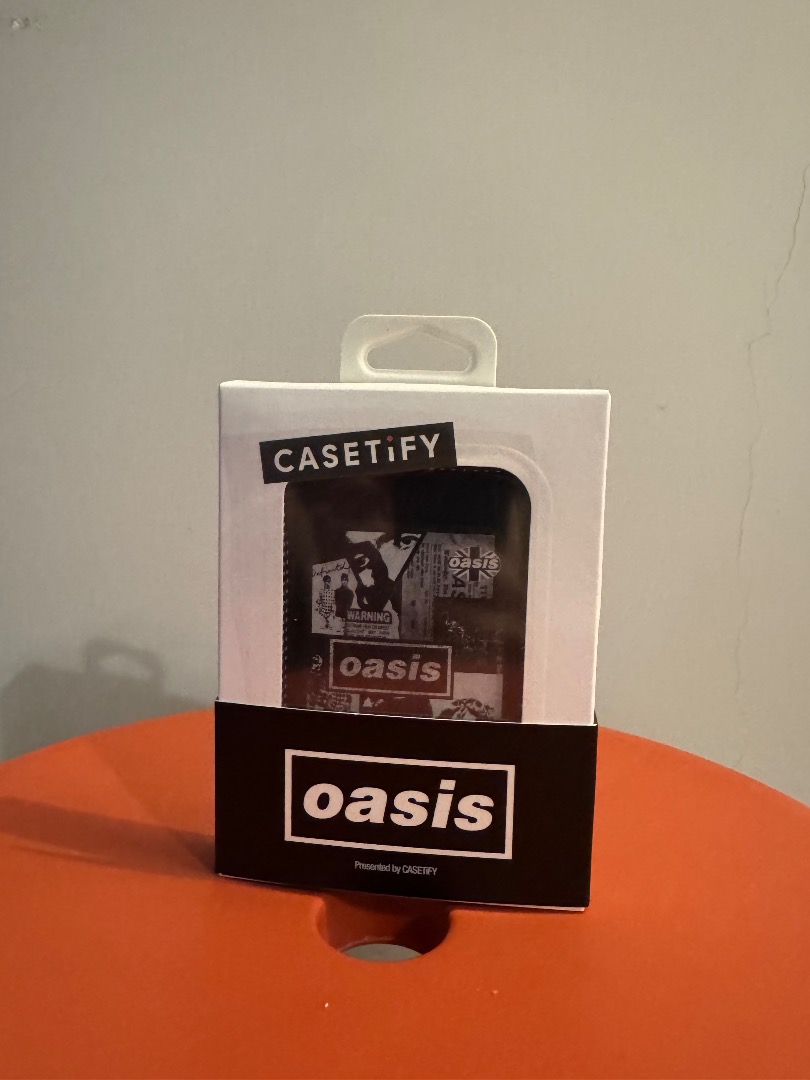 CASETiFY
oasis
WARNING
oasis
oasis
Presented by CASETiFY